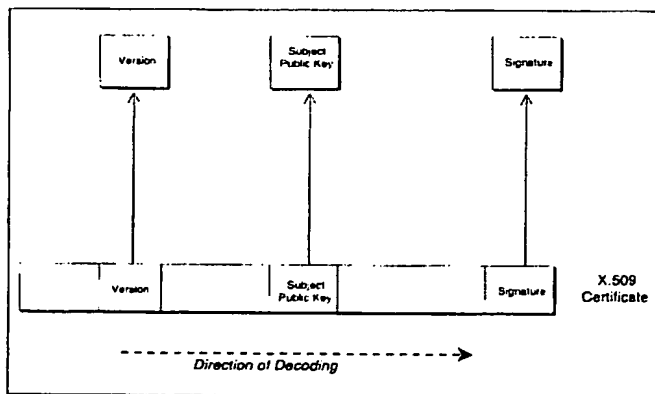 Version
Subject
Public Key
Signature
Version
Subject
Public Key
Signature
X.509
Certificate
Direction of Decoding